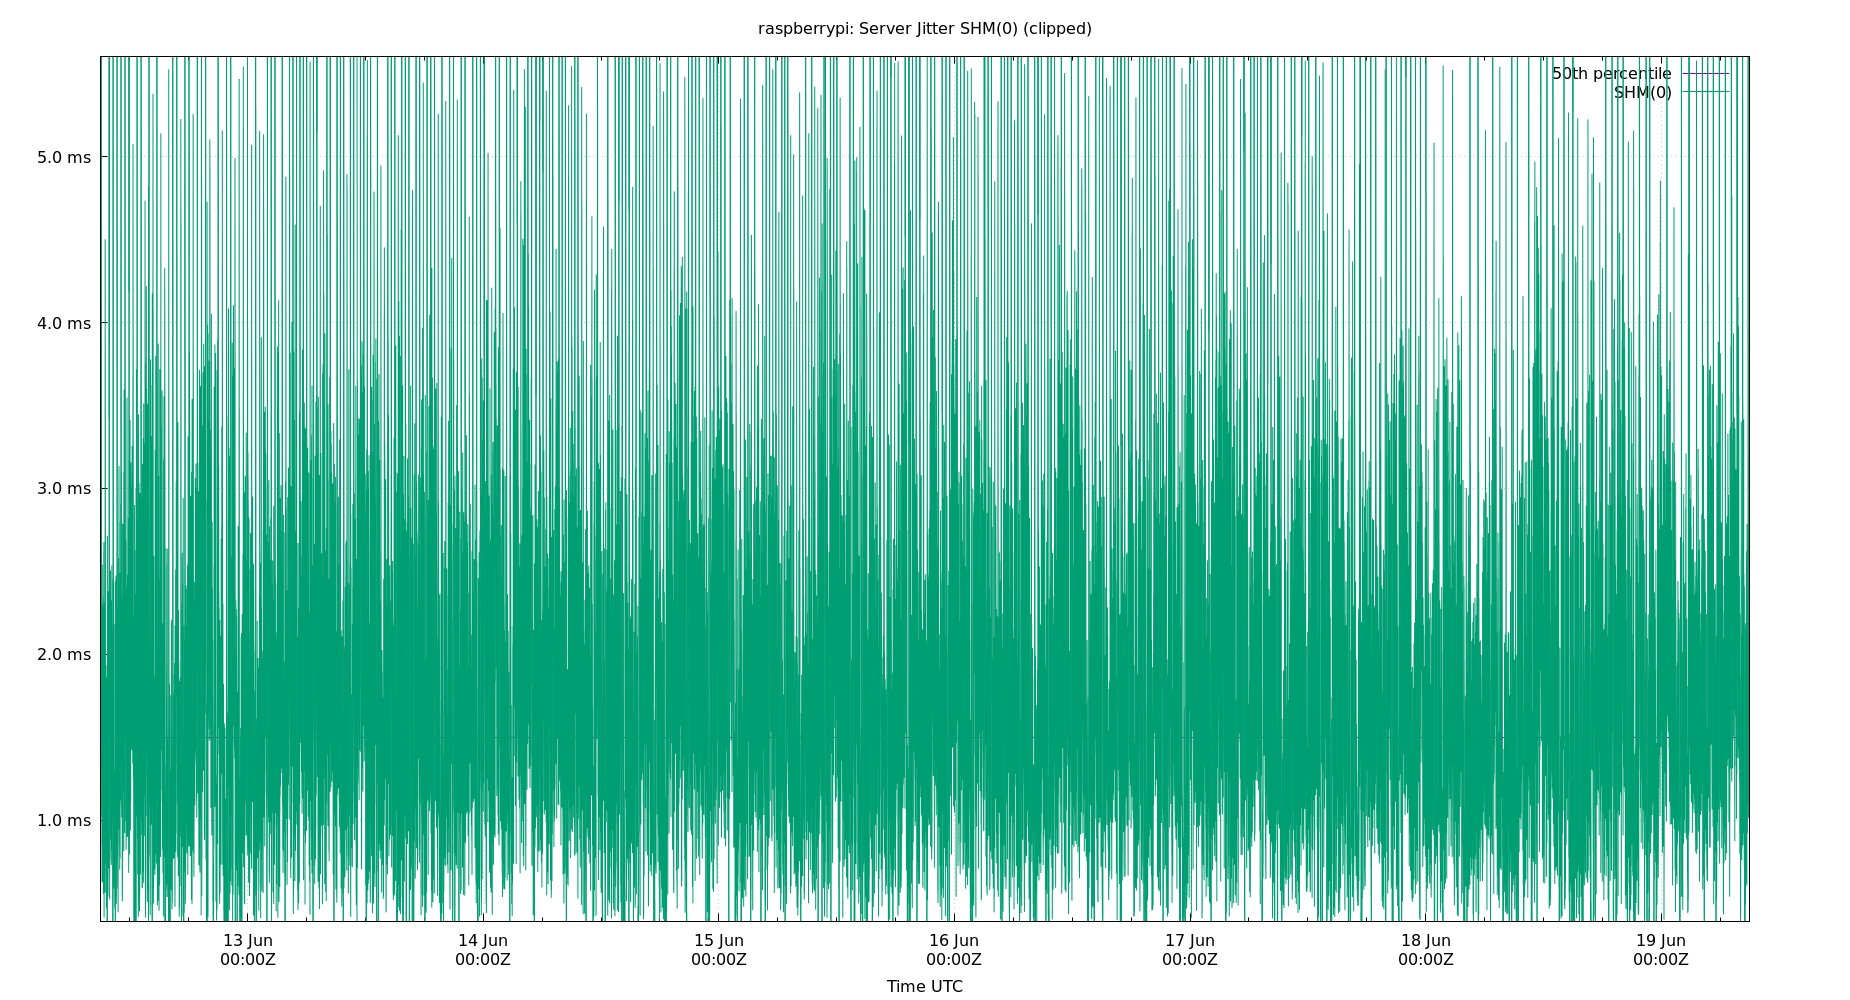 raspberrypi: Server Jitter SHM(0) (clipped)
50th percentile
SHM(0)
5.0 ms
4.0 ms
3.0 ms
2.0 ms
1.0 ms
13 Jun 14 Jun 15 Jun 16 Jun 17 Jun 18 Jun 19 Jun
00:00Z 00:00Z 00:00Z 00:00Z 00:00Z 00:00Z 00:00Z
Time UTC